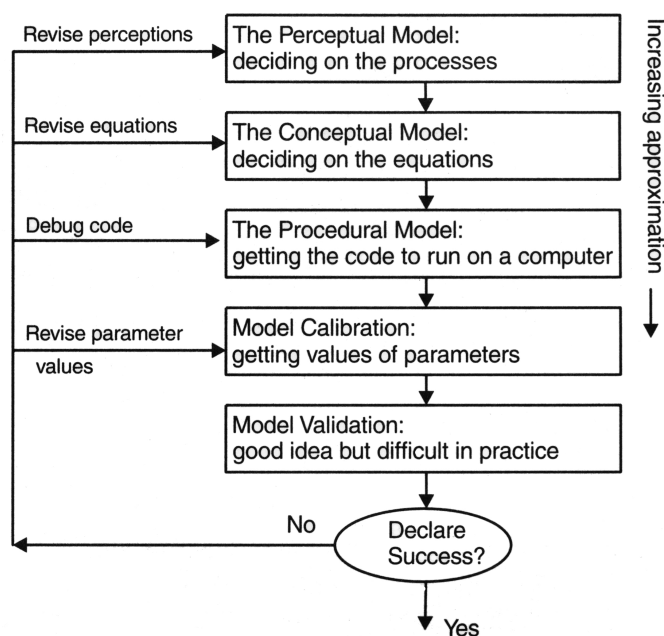 Revise perceptions
The Perceptual Model:
deciding on the processes
Revise equations
The Conceptual Model:
deciding on the equations
Debug code
The Procedural Model:
getting the code to run on a computer
Revise parameter
values
Model Calibration:
getting values of parameters
Model Validation:
good idea but difficult in practice
No
Declare
Success?
Yes
Increasing approximation